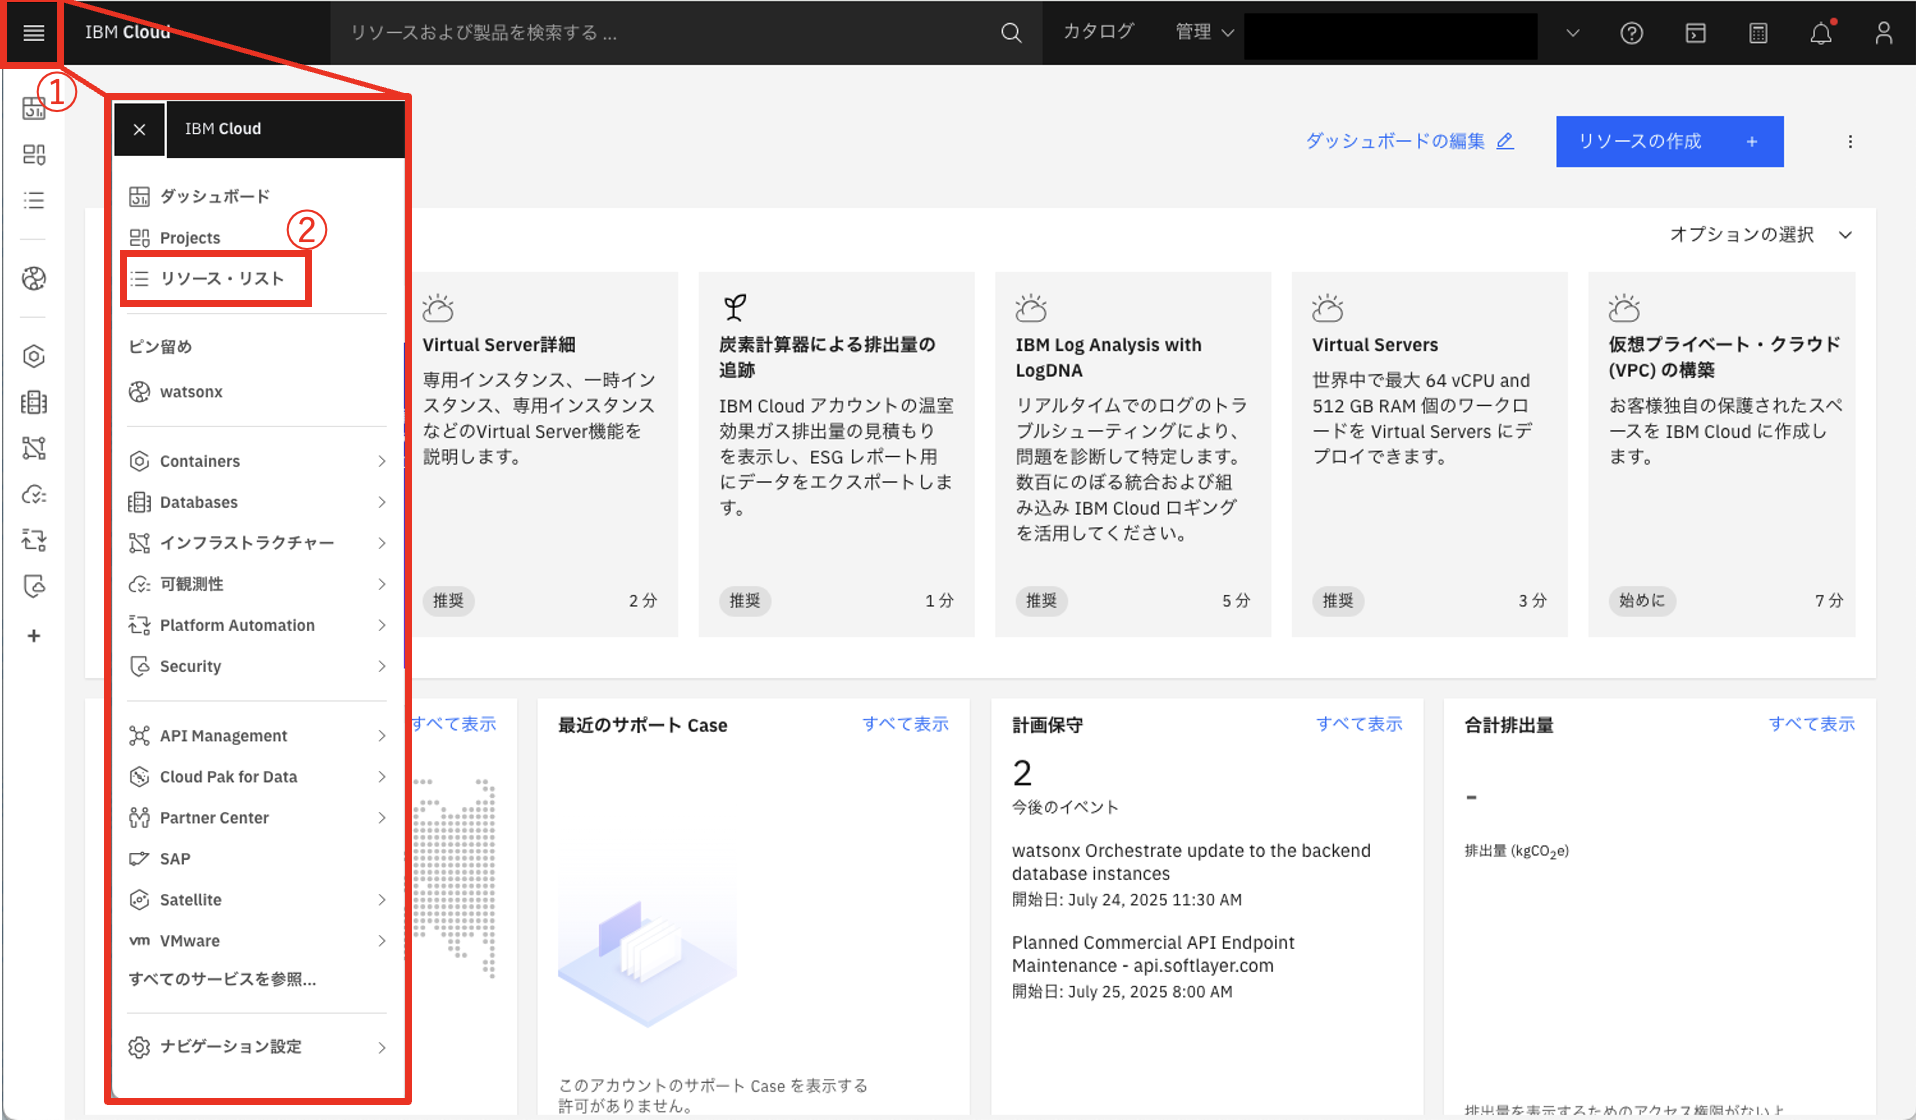 IBM Cloud
リソースおよび製品を検索する ...
カタログ
管理
①
IBM Cloud
ダッシュボード
②
Projects
リソース・リスト
ピン留め
watsonx
Containers
Databases
インフラストラクチャー
可観測性
Platform Automation
Security
API Management
Cloud Pak for Data
Partner Center
SAP
Satellite
vm VMware
すべてのサービスを参照...
ナビゲーション設定
ダッシュボードの編集
リソースの作成 +
オプションの選択
Virtual Server詳細
専用インスタンス、一時イン
スタンス、専用インスタンス
などのVirtual Server機能を
説明します。
推奨
2 分
炭素計算器による排出量の
追跡
IBM Cloud アカウントの温室
効果ガス排出量の見積もり
を表示し、ESG レポート用
にデータをエクスポートしま
す。
推奨
1 分
IBM Log Analysis with
LogDNA
リアルタイムでのログのトラ
ブルシューティングにより、
問題を診断して特定します。
数百にのぼる統合および組
み込み IBM Cloud ロギング
を活用してください。
推奨
5 分
Virtual Servers
世界中で最大 64 vCPU and
512 GB RAM 個のワークロ
ードを Virtual Servers にデ
プロイできます。
推奨
3 分
仮想プライベート・クラウド
(VPC) の構築
お客様独自の保護されたスペ
ースを IBM Cloud に作成し
ます。
始めに
7 分
すべて表示
最近のサポート Case
すべて表示
このアカウントのサポート Case を表示する
許可がありません。
計画保守
すべて表示
2
今後のイベント
watsonx Orchestrate update to the backend
database instances
開始日: July 24, 2025 11:30 AM
Planned Commercial API Endpoint
Maintenance - api.softlayer.com
開始日: July 25, 2025 8:00 AM
合計排出量
すべて表示
-
排出量 (kgCO₂e)
排出量を表示するためのアクセス権限がないよ